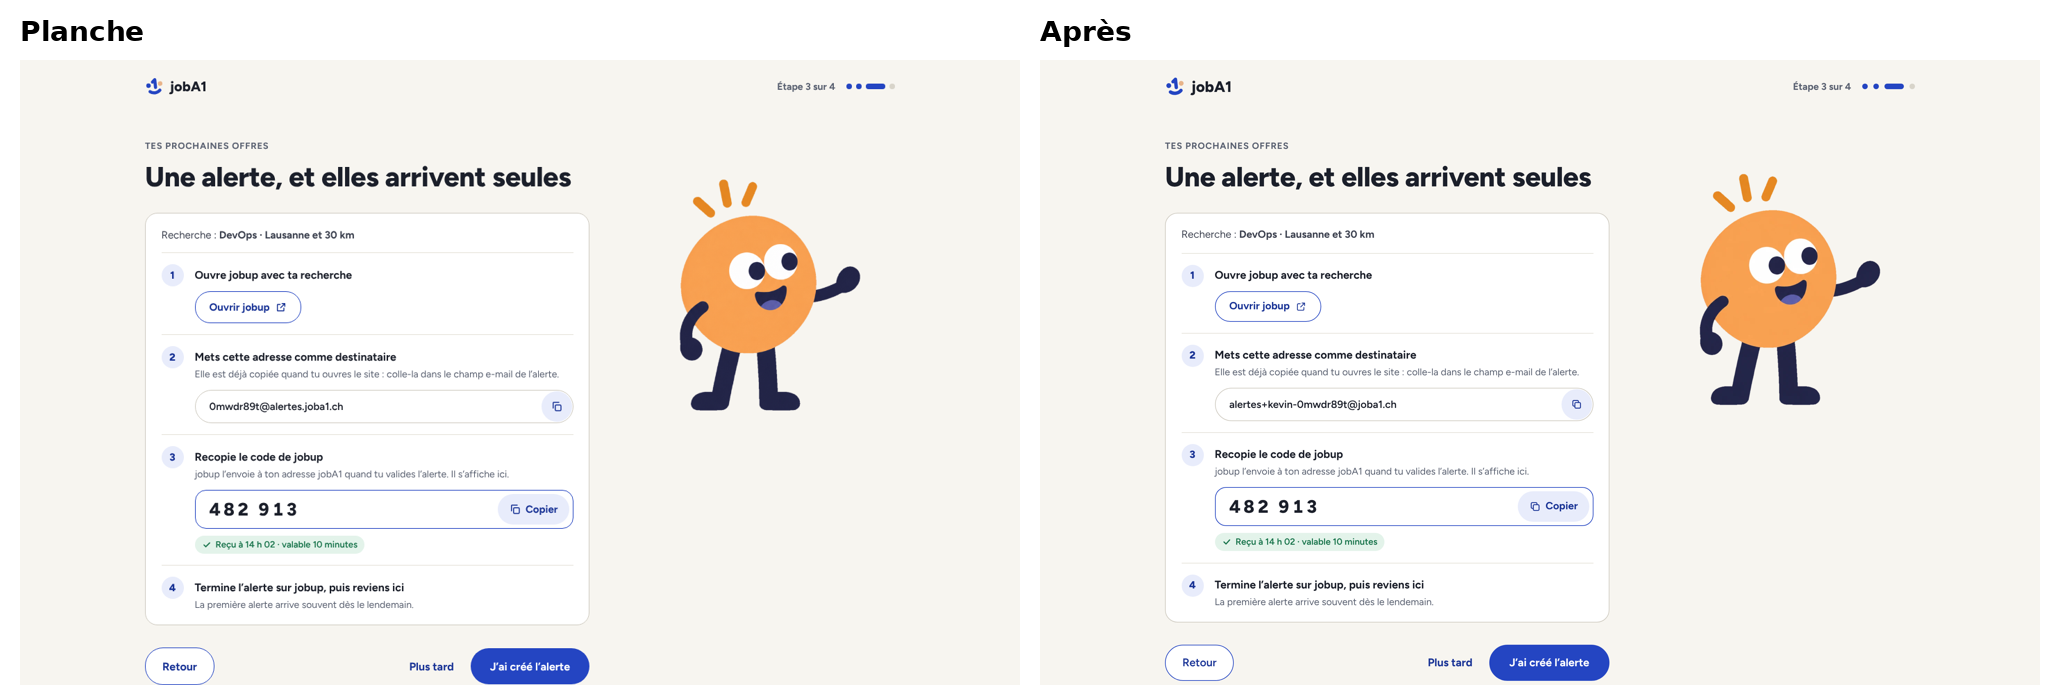 Planche
jobA1
Étape 3 sur 4
TES PROCHAINES OFFRES
Une alerte, et elles arrivent seules
Recherche : DevOps · Lausanne et 30 km
1 Ouvre jobup avec ta recherche
Ouvrir jobup
2 Mets cette adresse comme destinataire
Elle est déjà copiée quand tu ouvres le site : colle-la dans le champ e-mail de l’alerte.
0mwdr89t@alertes.joba1.ch
3 Recopie le code de jobup
jobup l’envoie à ton adresse jobA1 quand tu valides l’alerte. Il s’affiche ici.
482 913 Copier
Reçu à 14 h 02 · valable 10 minutes
4 Termine l’alerte sur jobup, puis reviens ici
La première alerte arrive souvent dès le lendemain.
Retour Plus tard J’ai créé l’alerte
Après
jobA1
Étape 3 sur 4
TES PROCHAINES OFFRES
Une alerte, et elles arrivent seules
Recherche : DevOps · Lausanne et 30 km
1 Ouvre jobup avec ta recherche
Ouvrir jobup
2 Mets cette adresse comme destinataire
Elle est déjà copiée quand tu ouvres le site : colle-la dans le champ e-mail de l’alerte.
alertes+kevin-0mwdr89t@joba1.ch
3 Recopie le code de jobup
jobup l’envoie à ton adresse jobA1 quand tu valides l’alerte. Il s’affiche ici.
482 913 Copier
Reçu à 14 h 02 · valable 10 minutes
4 Termine l’alerte sur jobup, puis reviens ici
La première alerte arrive souvent dès le lendemain.
Retour Plus tard J’ai créé l’alerte